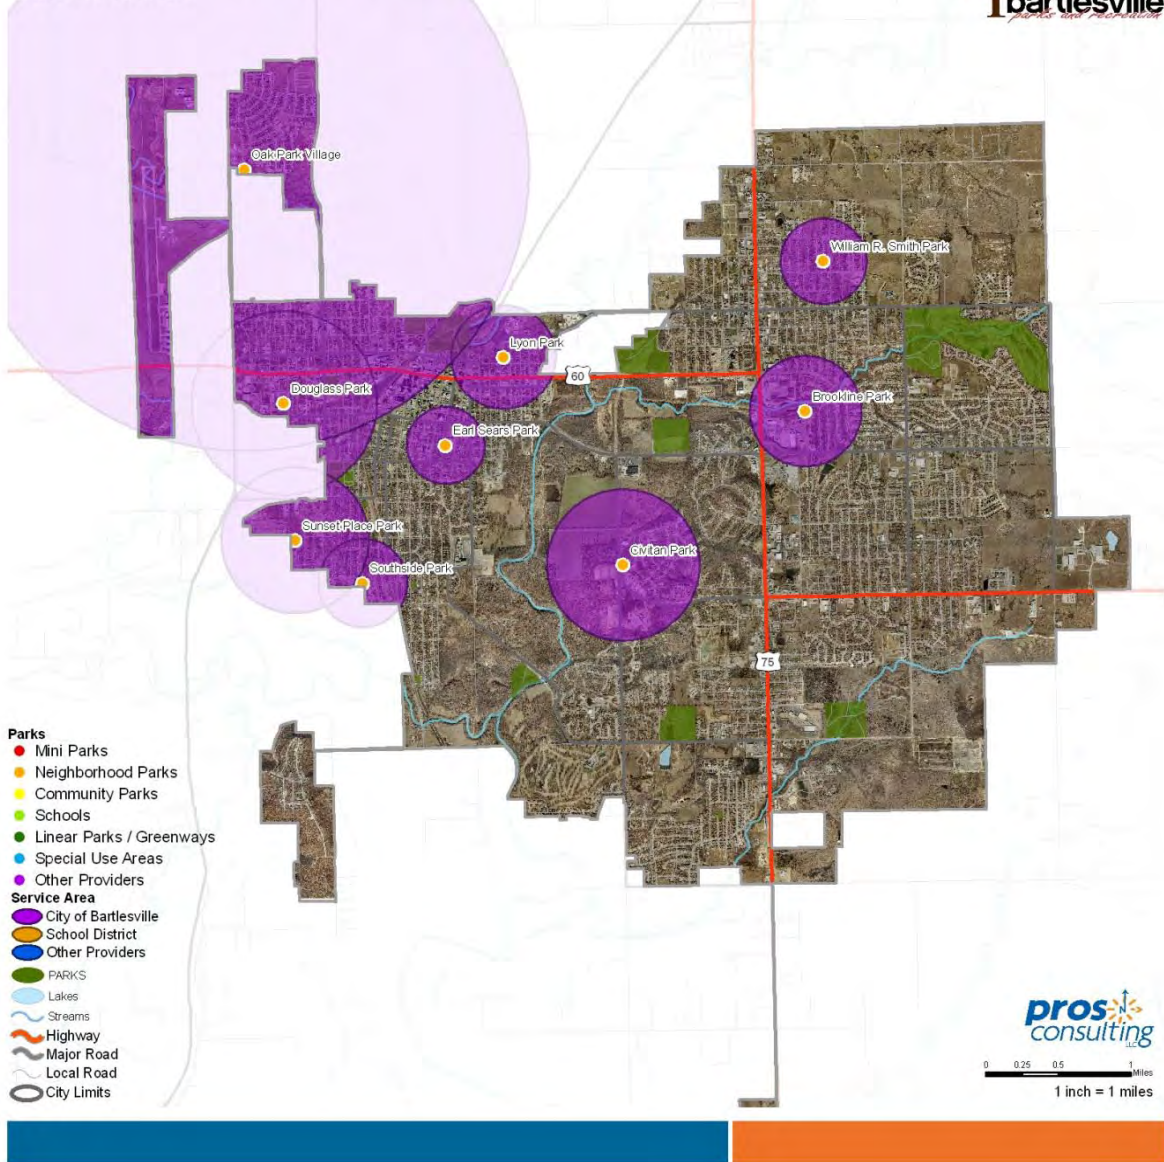 bartlesville
parks and recreation
Oak Park Village
William R. Smith Park
Lyon Park
60
Douglass Park
Brookline Park
Earl Sears Park
Sunset Place Park
Civitan Park
Southside Park
75
Parks
Mini Parks
Neighborhood Parks
Community Parks
Schools
Linear Parks / Greenways
Special Use Areas
Other Providers
Service Area
City of Bartlesville
School District
Other Providers
PARKS
Lakes
Streams
Highway
Major Road
Local Road
City Limits
N
pros
consulting
LLC
0 0.25 0.5 1
Miles
1 inch = 1 miles